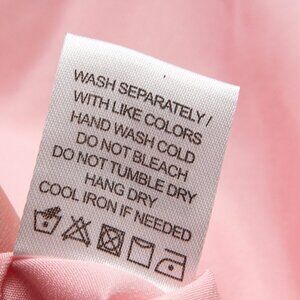 WASH SEPARATELY /
WITH LIKE COLORS
HAND WASH COLD
DO NOT BLEACH
DO NOT TUMBLE DRY
HANG DRY
COOL IRON IF NEEDED